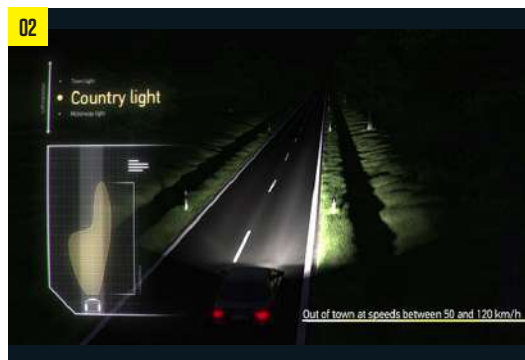 02
Town light
Country light
Motorway light
Out of town at speeds between 50 and 120 km/h